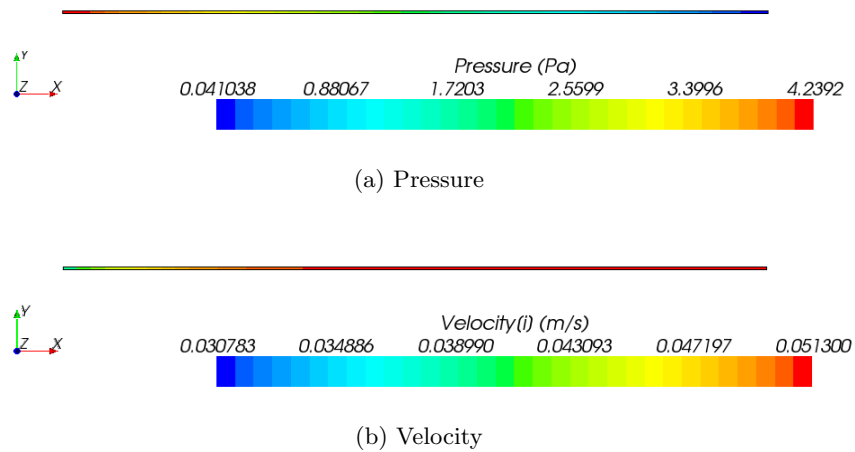 Pressure (Pa)
0.041038 0.88067 1.7203 2.5599 3.3996 4.2392
Y
Z X
(a) Pressure
Velocity[i] (m/s)
0.030783 0.034886 0.038990 0.043093 0.047197 0.051300
Y
Z X
(b) Velocity